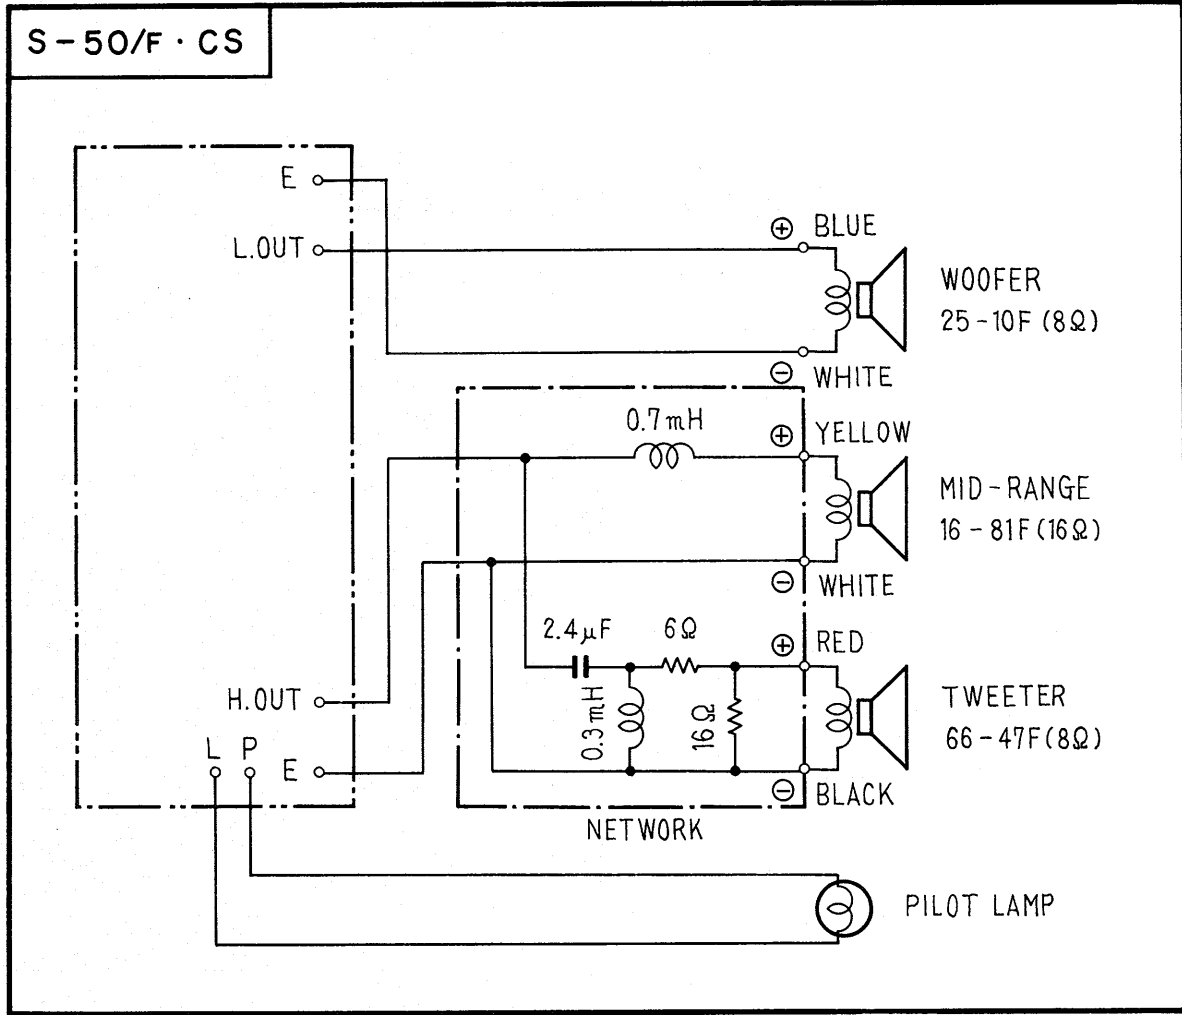 S-50/F · CS
E
L.OUT
⊕ BLUE
WOOFER
25-10F (8Ω)
⊖ WHITE
0.7mH
⊕ YELLOW
MID-RANGE
16-81F (16Ω)
⊖ WHITE
2.4μF
6Ω
⊕ RED
0.3mH
16Ω
TWEETER
66-47F (8Ω)
H.OUT
L P E
⊖ BLACK
NETWORK
PILOT LAMP